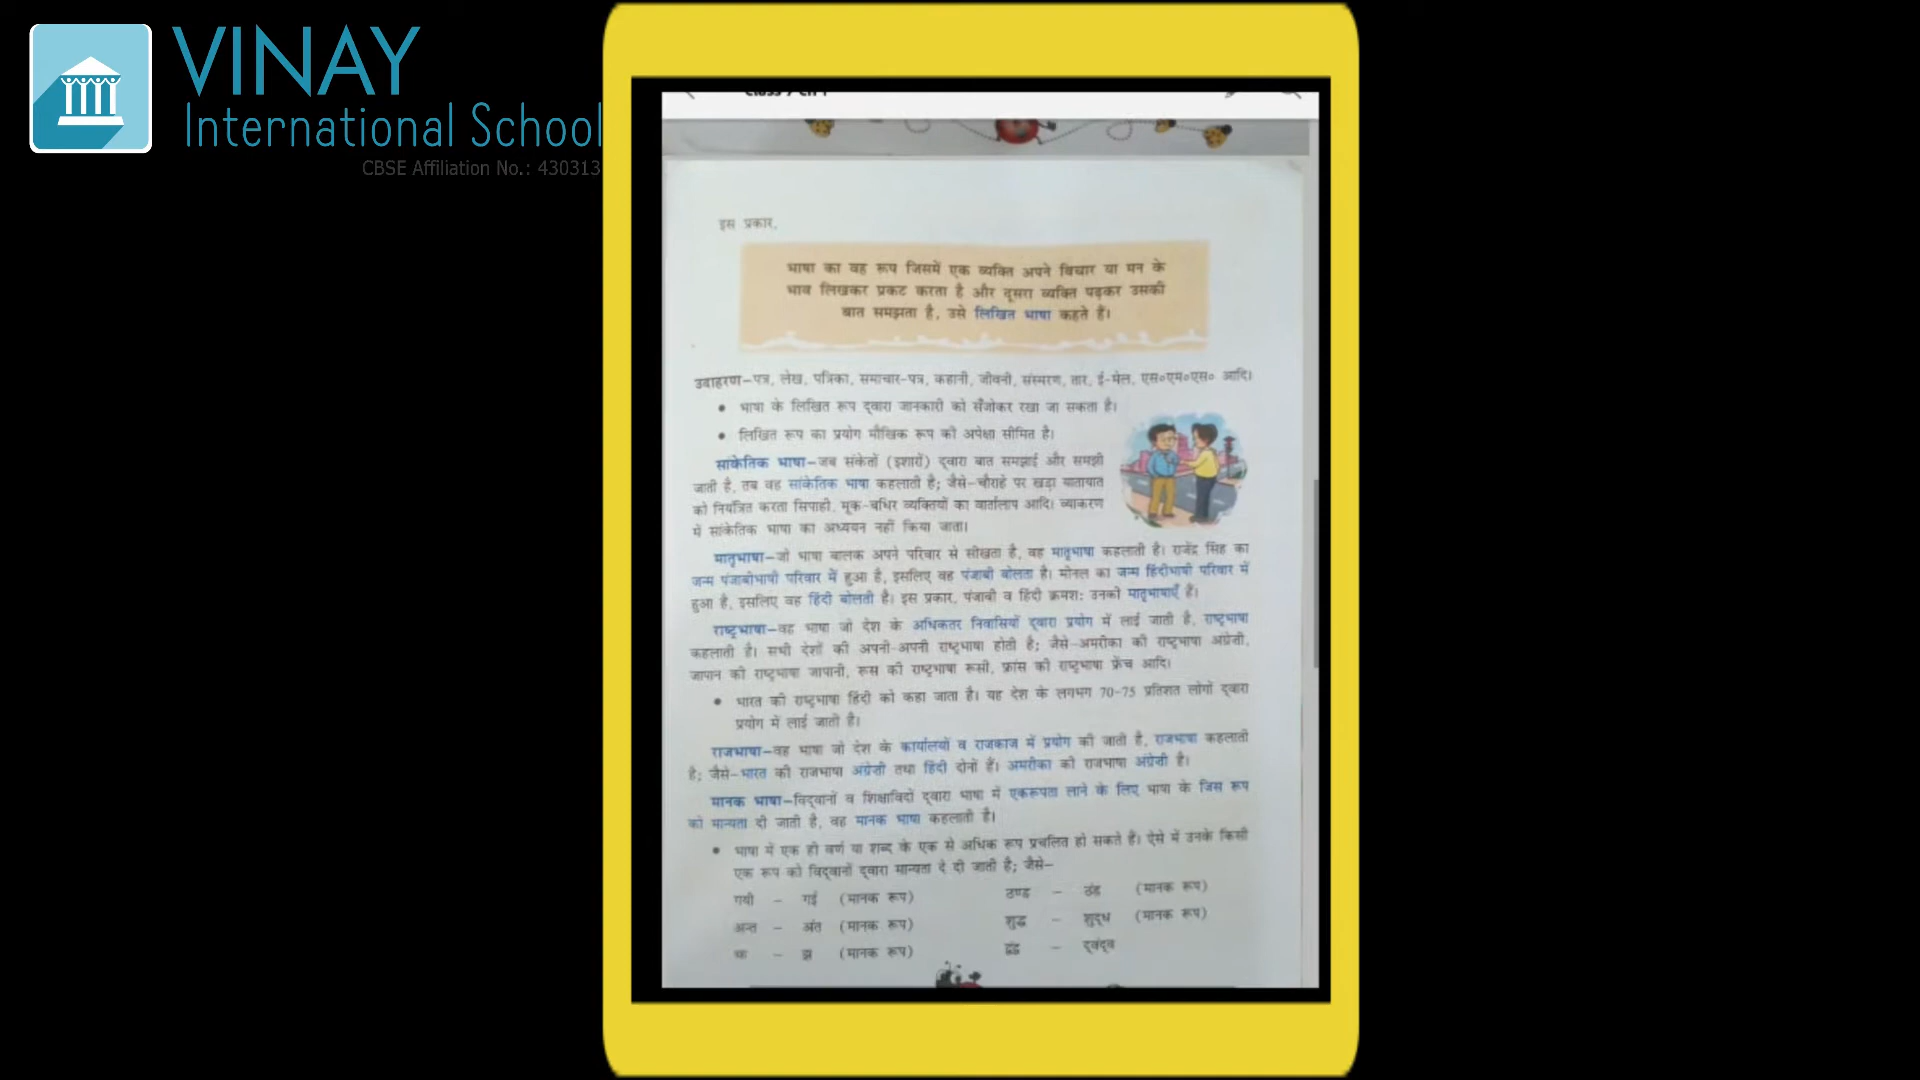 VINAY
International School
CBSE Affiliation No.: 430313
इस प्रकार,
भाषा का वह रूप जिसमें एक व्यक्ति अपने विचार या मन के
भाव लिखकर प्रकट करता है और दूसरा व्यक्ति पढ़कर उसकी
बात समझता है, उसे लिखित भाषा कहते हैं।
उदाहरण–पत्र, लेख, पत्रिका, समाचार-पत्र, कहानी, जीवनी, संस्मरण, तार, ई-मेल, एस०एम०एस० आदि।
• भाषा के लिखित रूप द्वारा जानकारी को सँजोकर रखा जा सकता है।
• लिखित रूप का प्रयोग मौखिक रूप की अपेक्षा सीमित है।
सांकेतिक भाषा–जब संकेतों (इशारों) द्वारा बात समझाई और समझी
जाती है, तब वह सांकेतिक भाषा कहलाती है; जैसे–चौराहे पर खड़ा यातायात
को नियंत्रित करता सिपाही, मूक-बधिर व्यक्तियों का वार्तालाप आदि। व्याकरण
में सांकेतिक भाषा का अध्ययन नहीं किया जाता।
मातृभाषा–जो भाषा बालक अपने परिवार से सीखता है, वह मातृभाषा कहलाती है। राजेंद्र सिंह का
जन्म पंजाबीभाषी परिवार में हुआ है, इसलिए वह पंजाबी बोलता है। मोनल का जन्म हिंदीभाषी परिवार में
हुआ है, इसलिए वह हिंदी बोलती है। इस प्रकार, पंजाबी व हिंदी क्रमशः उनकी मातृभाषाएँ हैं।
राष्ट्रभाषा–वह भाषा जो देश के अधिकतर निवासियों द्वारा प्रयोग में लाई जाती है, राष्ट्रभाषा
कहलाती है। सभी देशों की अपनी-अपनी राष्ट्रभाषा होती है; जैसे–अमरीका की राष्ट्रभाषा अंग्रेजी,
जापान की राष्ट्रभाषा जापानी, रूस की राष्ट्रभाषा रूसी, फ्रांस की राष्ट्रभाषा फ्रेंच आदि।
• भारत की राष्ट्रभाषा हिंदी को कहा जाता है। यह देश के लगभग 70-75 प्रतिशत लोगों द्वारा
प्रयोग में लाई जाती है।
राजभाषा–वह भाषा जो देश के कार्यालयों व राजकाज में प्रयोग की जाती है, राजभाषा कहलाती
है; जैसे–भारत की राजभाषा अंग्रेजी तथा हिंदी दोनों हैं। अमरीका की राजभाषा अंग्रेजी है।
मानक भाषा–विद्वानों व शिक्षाविदों द्वारा भाषा में एकरूपता लाने के लिए भाषा के जिस रूप
को मान्यता दी जाती है, वह मानक भाषा कहलाती है।
• भाषा में एक ही वर्ण या शब्द के एक से अधिक रूप प्रचलित हो सकते हैं। ऐसे में उनके किसी
एक रूप को विद्वानों द्वारा मान्यता दे दी जाती है; जैसे–
गयी – गई (मानक रूप) ठण्ड – ठंड (मानक रूप)
अन्त – अंत (मानक रूप) शुद्ध – शुद्ध (मानक रूप)
– झ (मानक रूप) द्वंद्व – द्वंद्व